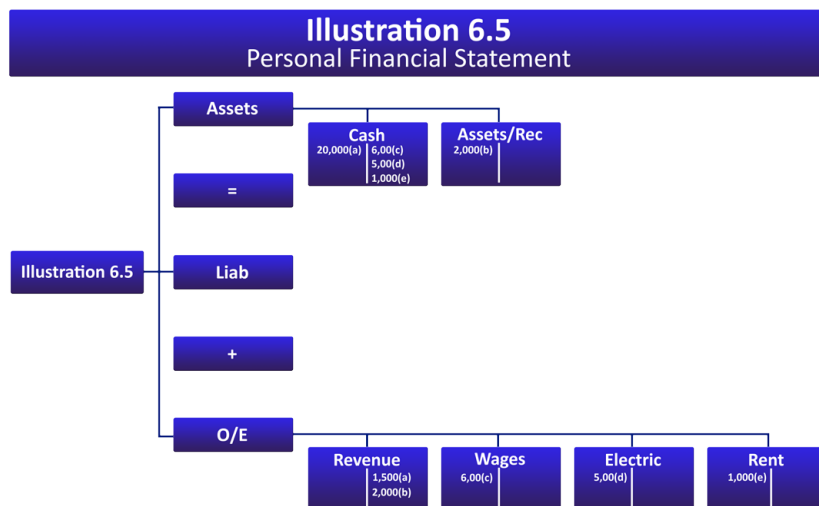 Illustration 6.5
Personal Financial Statement
Assets
Cash
20,000(a) 6,00(c)
5,00(d)
1,000(e)
Assets/Rec
2,000(b)
=
Illustration 6.5
Liab
+
O/E
Revenue
1,500(a)
2,000(b)
Wages
6,00(c)
Electric
5,00(d)
Rent
1,000(e)